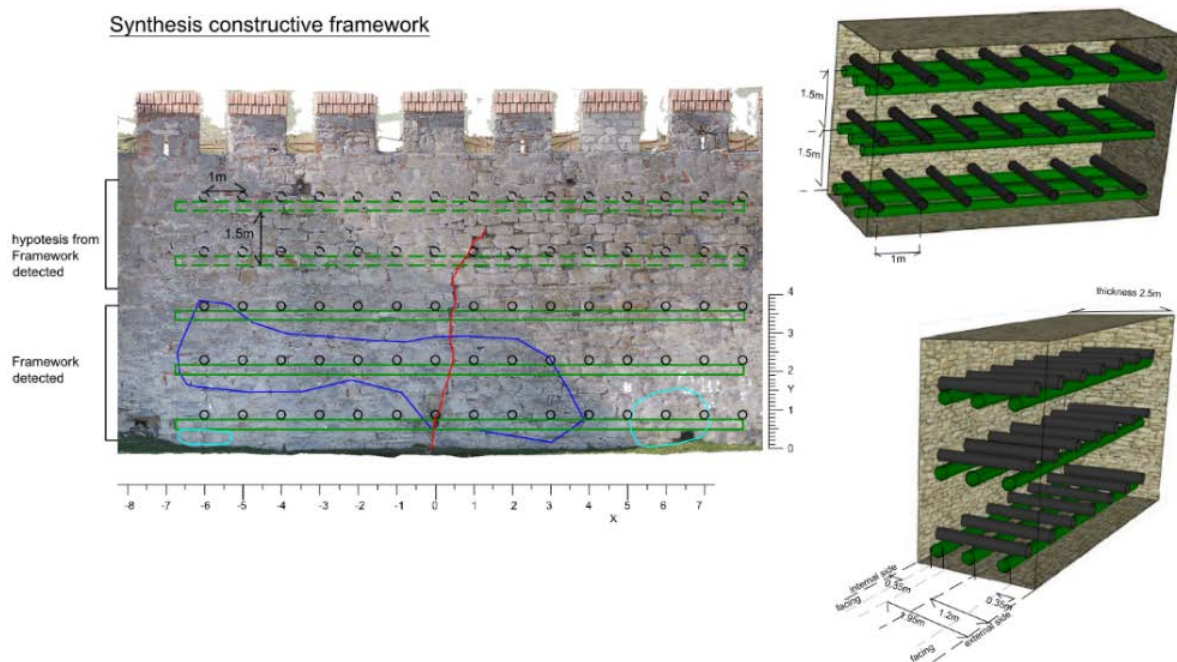 Synthesis constructive framework
hypotesis from
Framework
detected
Framework
detected
1m
1.5m
4
3
2
Y
1
0
-8 -7 -6 -5 -4 -3 -2 -1 0 1 2 3 4 5 6 7
X
1.5m
1.5m
1m
thickness 2.5m
internal side
0.35m
facing
1.95m
1.2m
0.35m
external side
facing